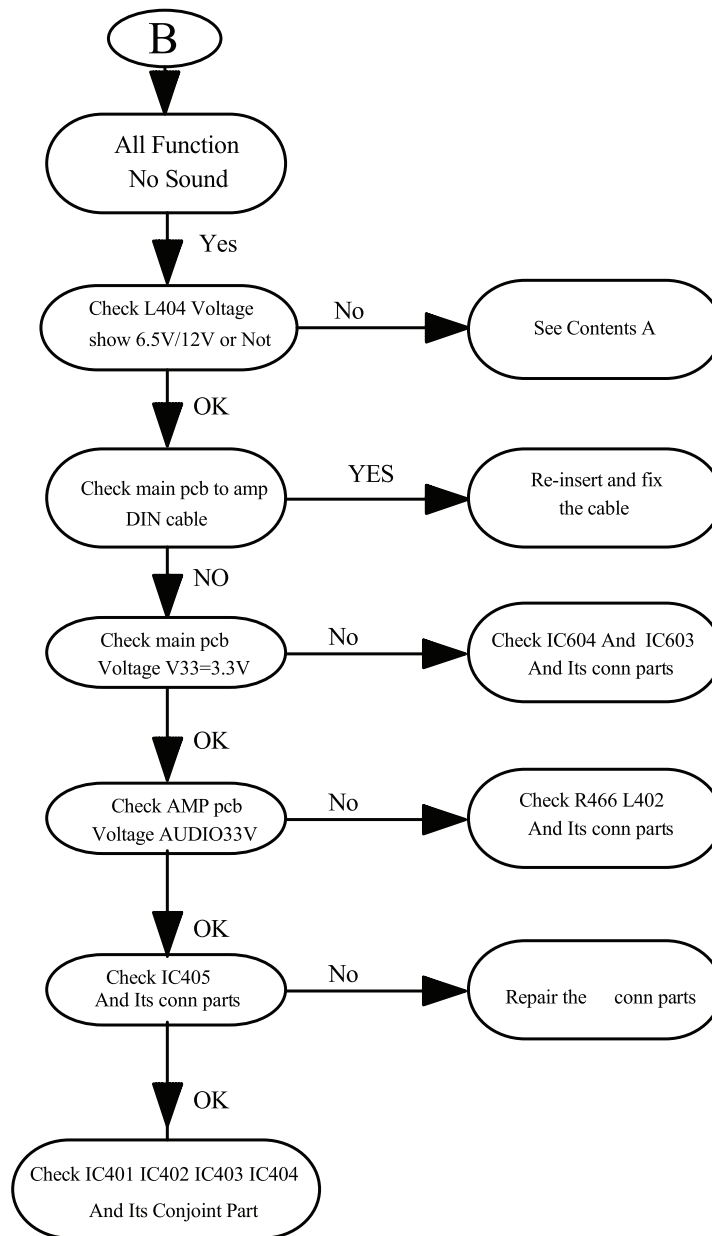 B
All Function
No Sound
Yes
Check L404 Voltage
show 6.5V/12V or Not
No
See Contents A
OK
Check main pcb to amp
DIN cable
YES
Re-insert and fix
the cable
NO
Check main pcb
Voltage V33=3.3V
No
Check IC604 And IC603
And Its conn parts
OK
Check AMP pcb
Voltage AUDIO33V
No
Check R466 L402
And Its conn parts
OK
Check IC405
And Its conn parts
No
Repair the conn parts
OK
Check IC401 IC402 IC403 IC404
And Its Conjoint Part